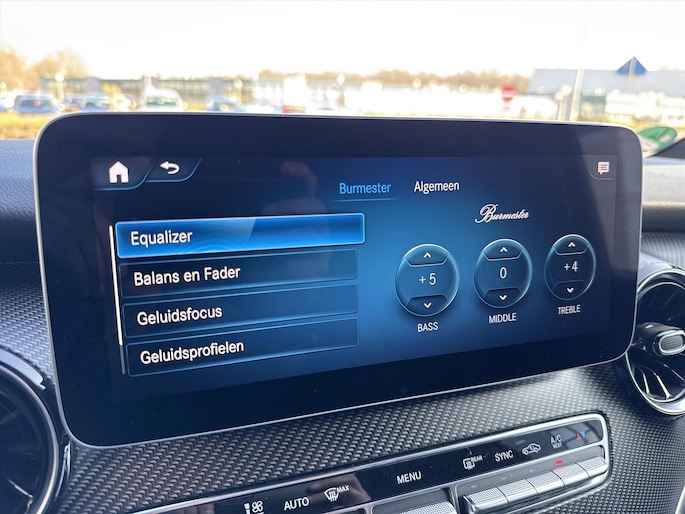 Burmester Algemeen
Burmester
Equalizer
Balans en Fader
Geluidsfocus
Geluidsprofielen
+5 0 +4
BASS MIDDLE TREBLE
AUTO MAX MENU REAR SYNC A/C
REST